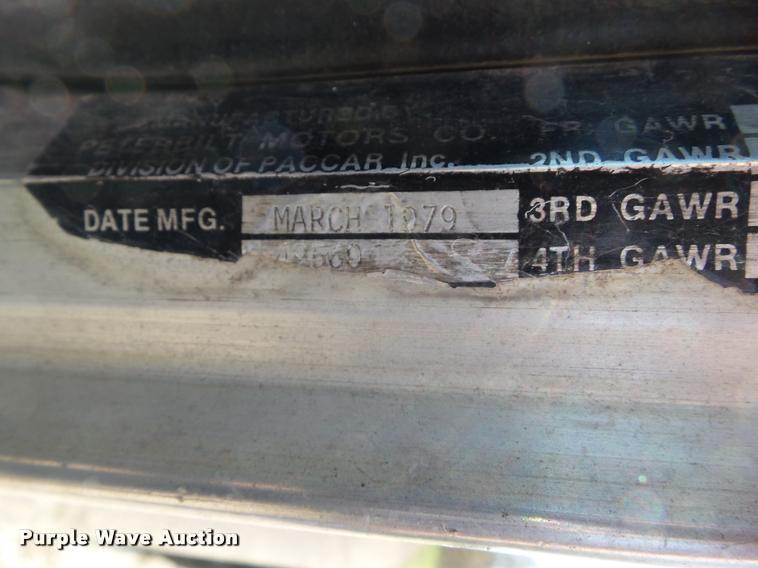 MANUFACTURED BY
PETERBILT MOTORS CO.
DIVISION OF PACCAR Inc.
DATE MFG. MARCH 1979
FR. GAWR
2ND GAWR
3RD GAWR
4TH GAWR
Purple Wave Auction